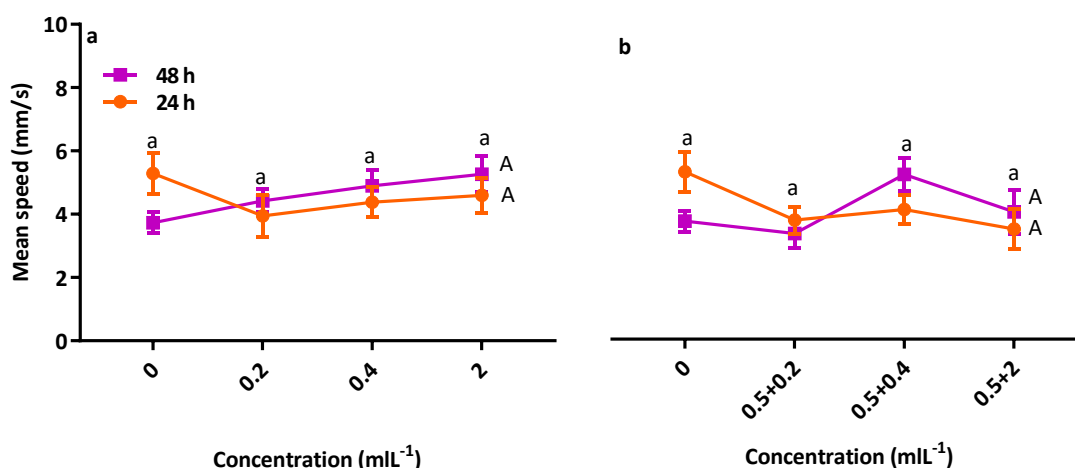 a
48 h
24 h
Mean speed (mm/s)
10
8
6
4
2
0
a
a
a
a
A
A
0
0.2
0.4
2
Concentration (mlL⁻¹)
b
a
a
a
a
A
A
0
0.5+0.2
0.5+0.4
0.5+2
Concentration (mlL⁻¹)